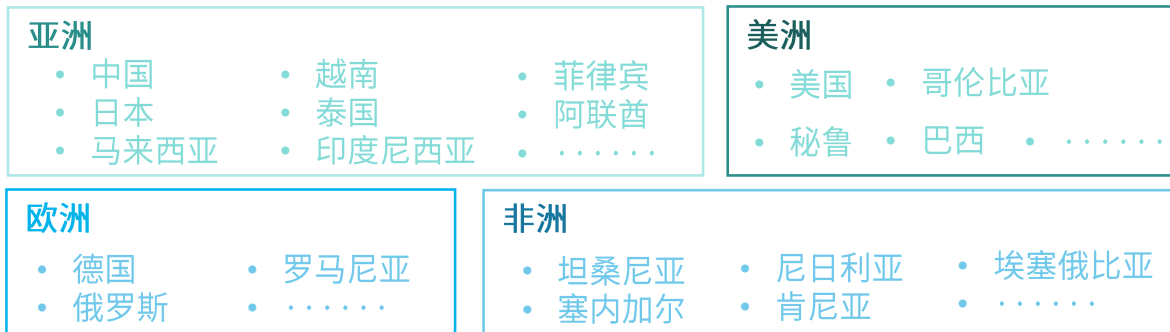 亚洲
• 中国 • 越南 • 菲律宾
• 日本 • 泰国 • 阿联酋
• 马来西亚 • 印度尼西亚 • ······
美洲
• 美国 • 哥伦比亚
• 秘鲁 • 巴西 • ······
欧洲
• 德国 • 罗马尼亚
• 俄罗斯 • ······
非洲
• 坦桑尼亚 • 尼日利亚 • 埃塞俄比亚
• 塞内加尔 • 肯尼亚 • ······